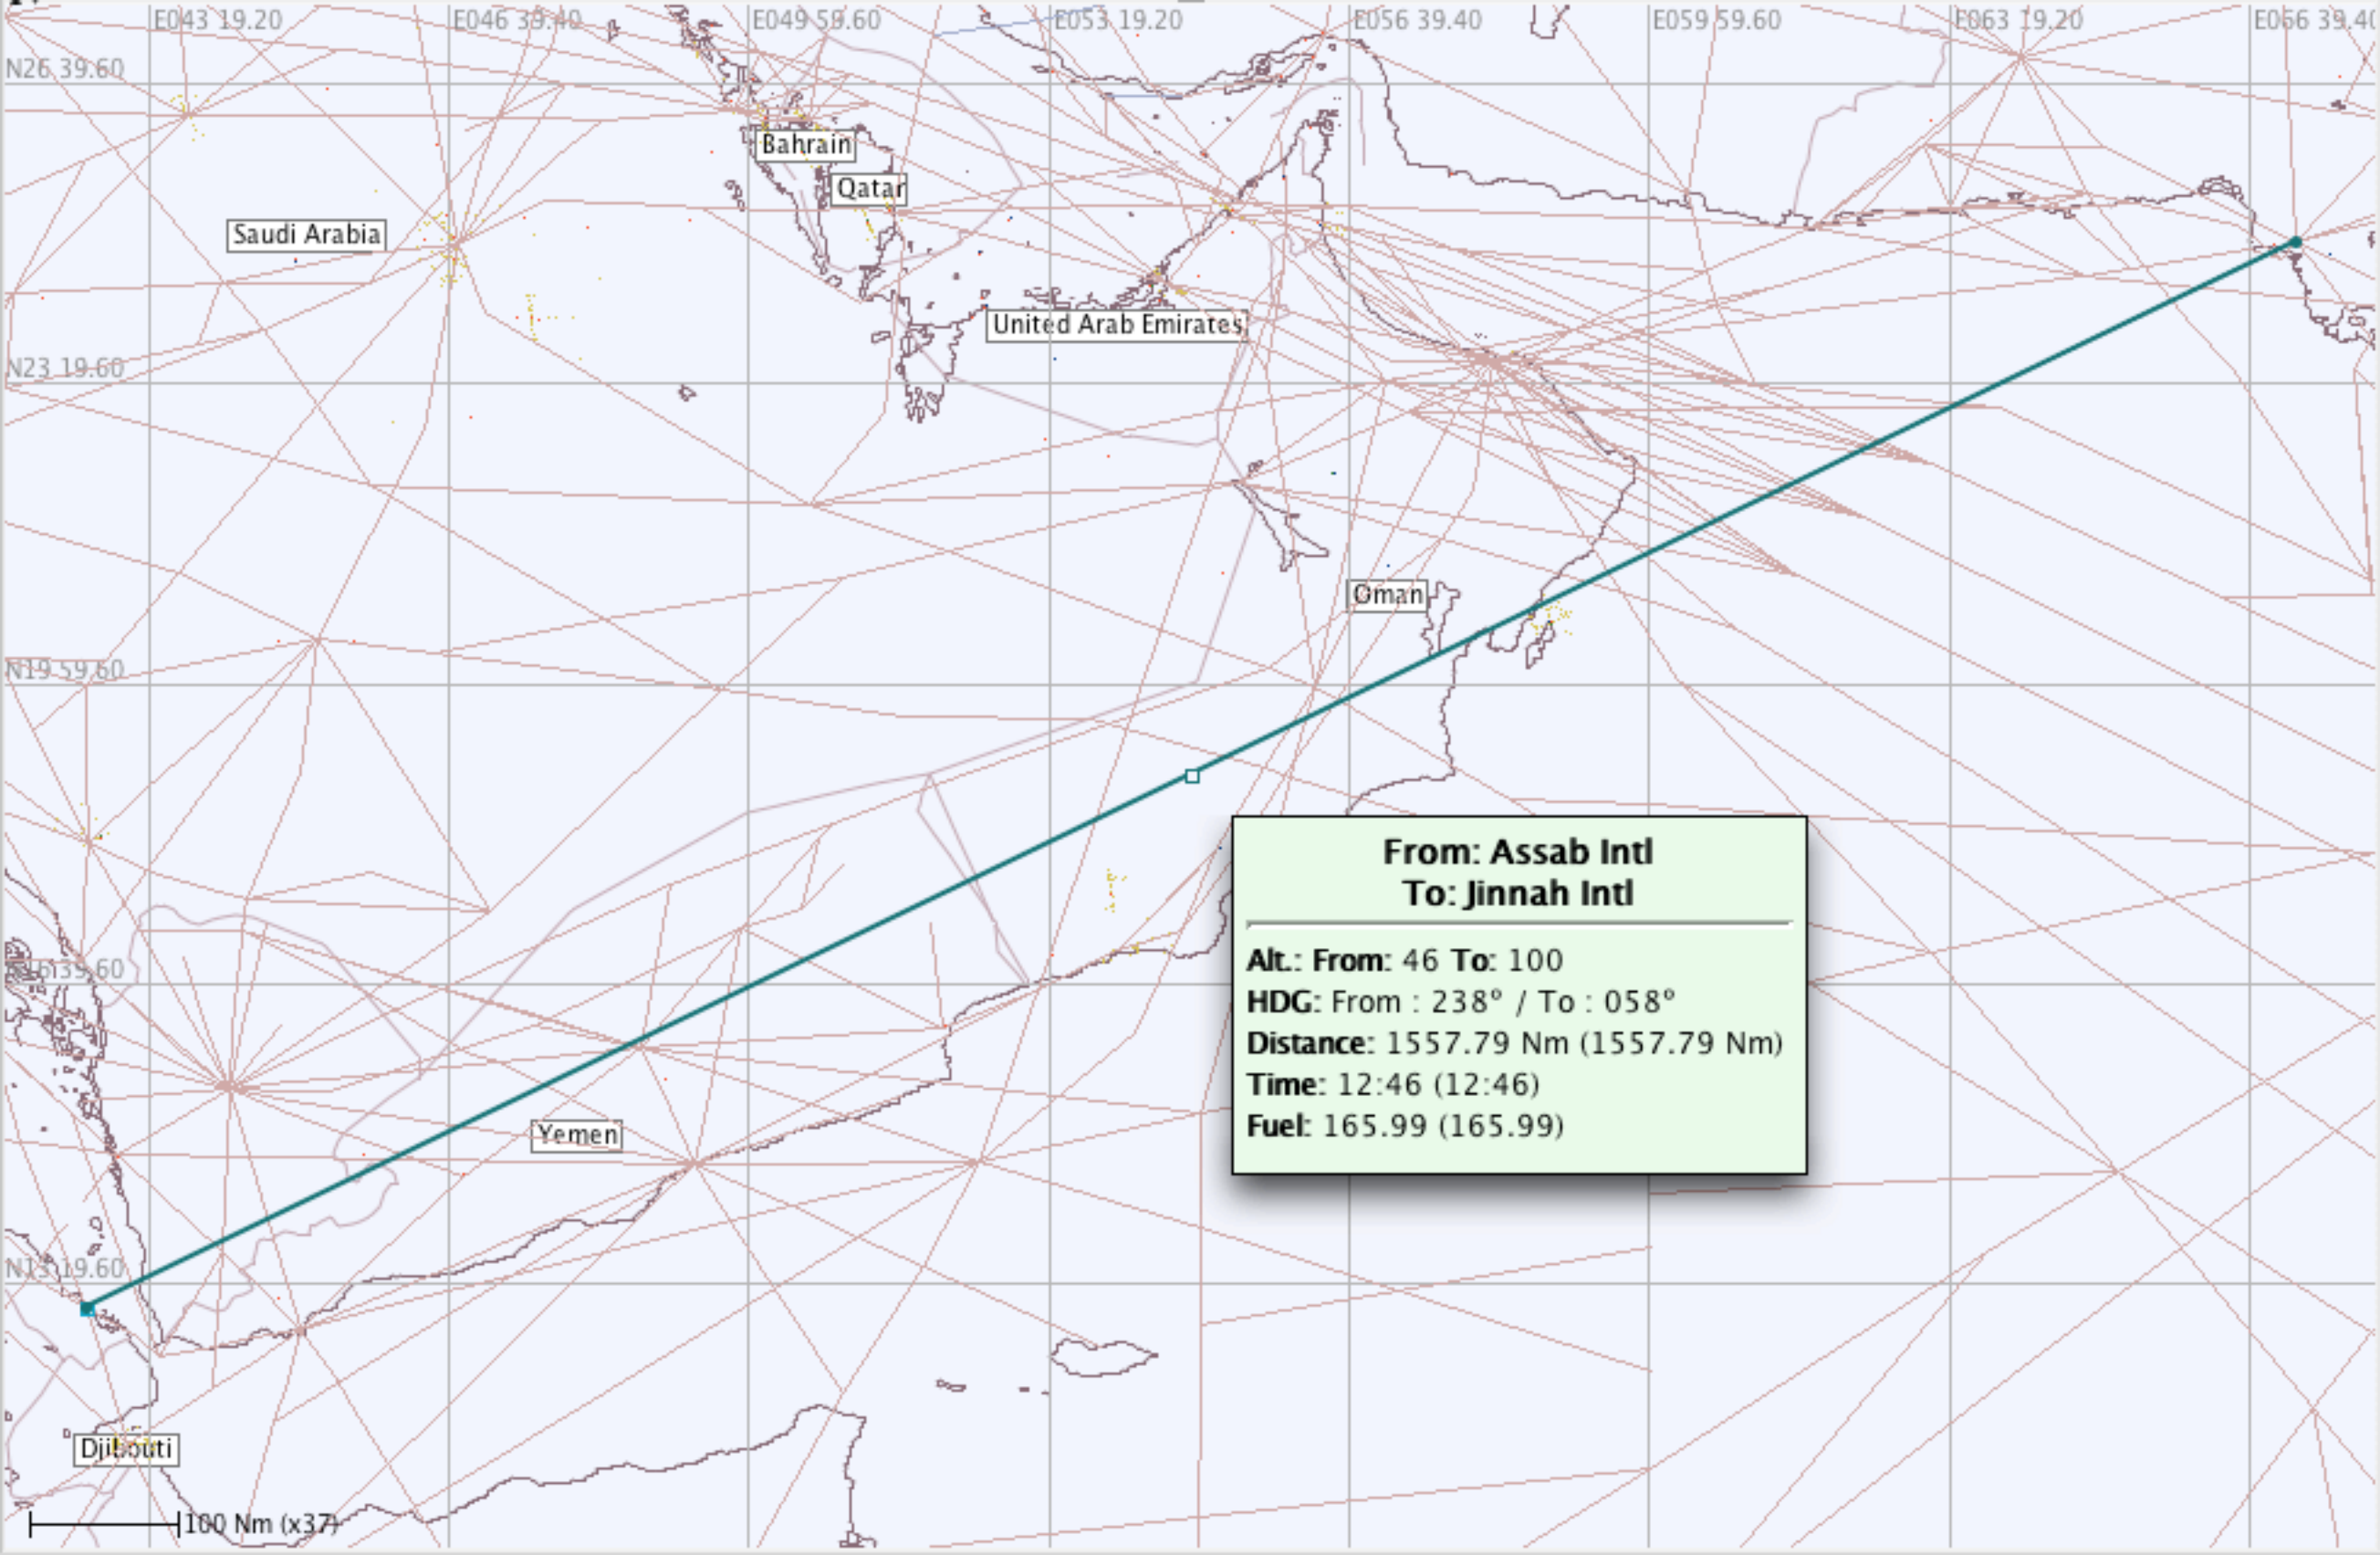 E043 19.20
E046 39.40
E049 59.60
E053 19.20
E056 39.40
E059 59.60
E063 19.20
E066 39.40
N26 39.60
Bahrain
Qatar
Saudi Arabia
United Arab Emirates
N23 19.60
Oman
N19 59.60
From: Assab Intl
To: Jinnah Intl
Alt.: From: 46 To: 100
HDG: From : 238° / To : 058°
Distance: 1557.79 Nm (1557.79 Nm)
Time: 12:46 (12:46)
Fuel: 165.99 (165.99)
N16 39.60
Yemen
N13 19.60
Djibouti
100 Nm (x37)